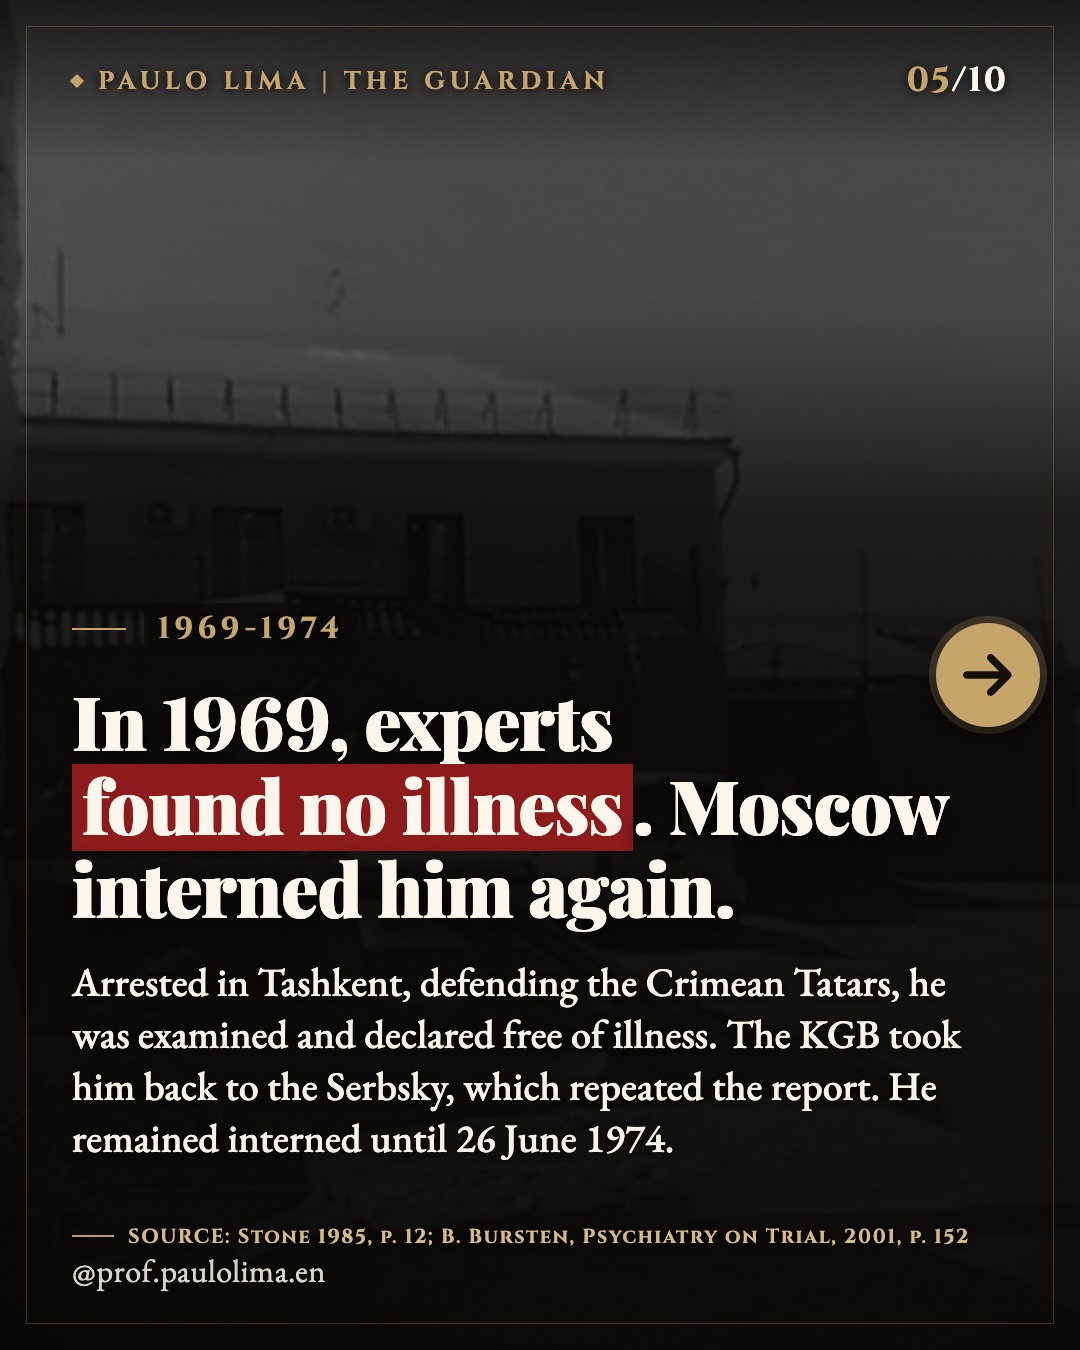 PAULO LIMA | THE GUARDIAN
05/10
1969-1974
In 1969, experts
found no illness. Moscow
interned him again.
Arrested in Tashkent, defending the Crimean Tatars, he
was examined and declared free of illness. The KGB took
him back to the Serbsky, which repeated the report. He
remained interned until 26 June 1974.
SOURCE: Stone 1985, p. 12; B. Bursten, Psychiatry on Trial, 2001, p. 152
@prof.paulolima.en